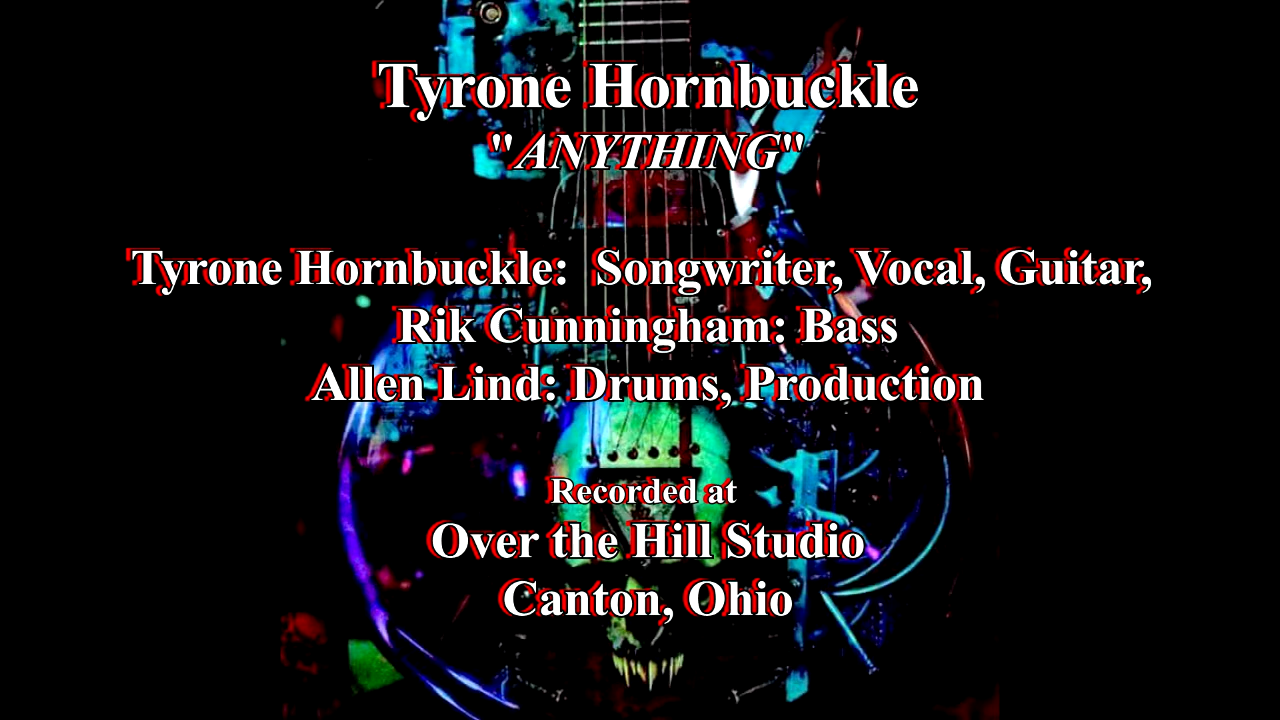 Tyrone Hornbuckle
"ANYTHING"
Tyrone Hornbuckle: Songwriter, Vocal, Guitar,
Rik Cunningham: Bass
Allen Lind: Drums, Production
Recorded at
Over the Hill Studio
Canton, Ohio